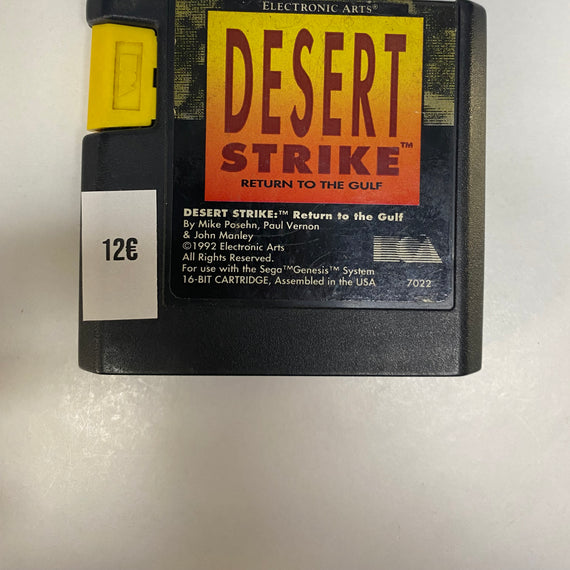 ELECTRONIC ARTS®
DESERT
STRIKE™
RETURN TO THE GULF
DESERT STRIKE:™ Return to the Gulf
By Mike Posehn, Paul Vernon
& John Manley
©1992 Electronic Arts
All Rights Reserved.
For use with the Sega™Genesis™ System
16-BIT CARTRIDGE, Assembled in the USA
7022
EA
12€